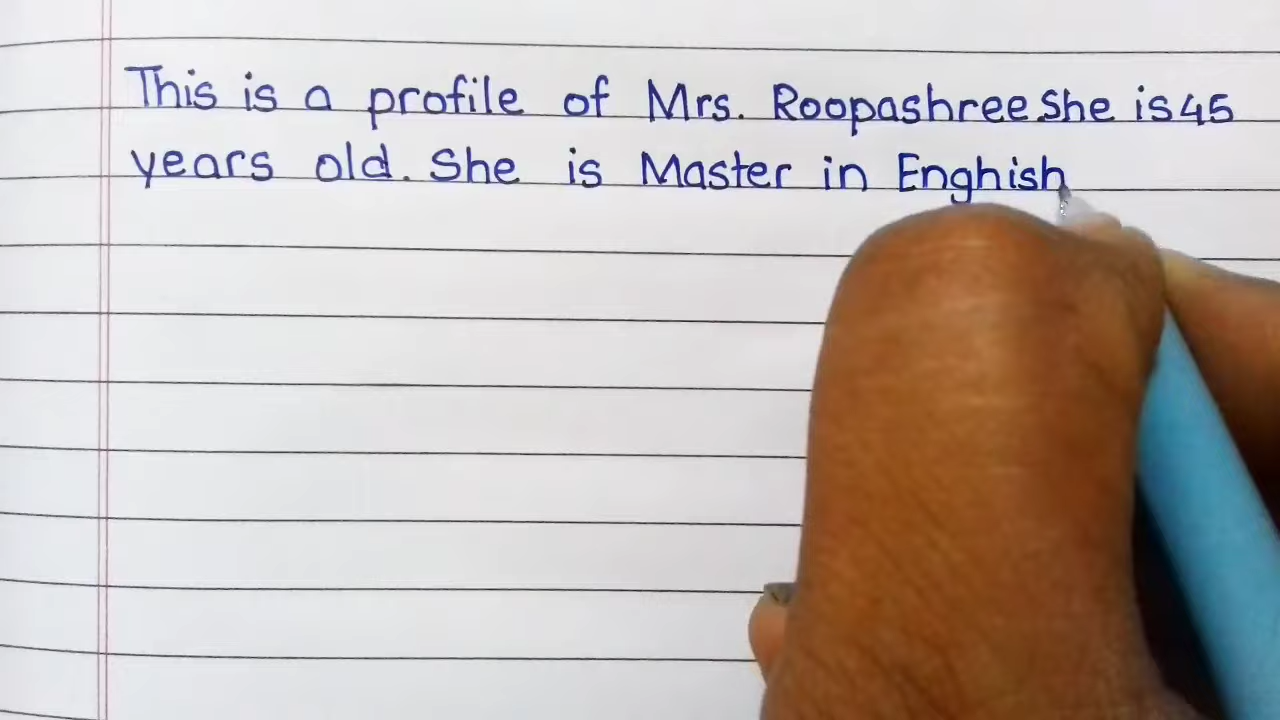 This is a profile of Mrs. Roopashree She is 45
years old. She is Master in Enghish